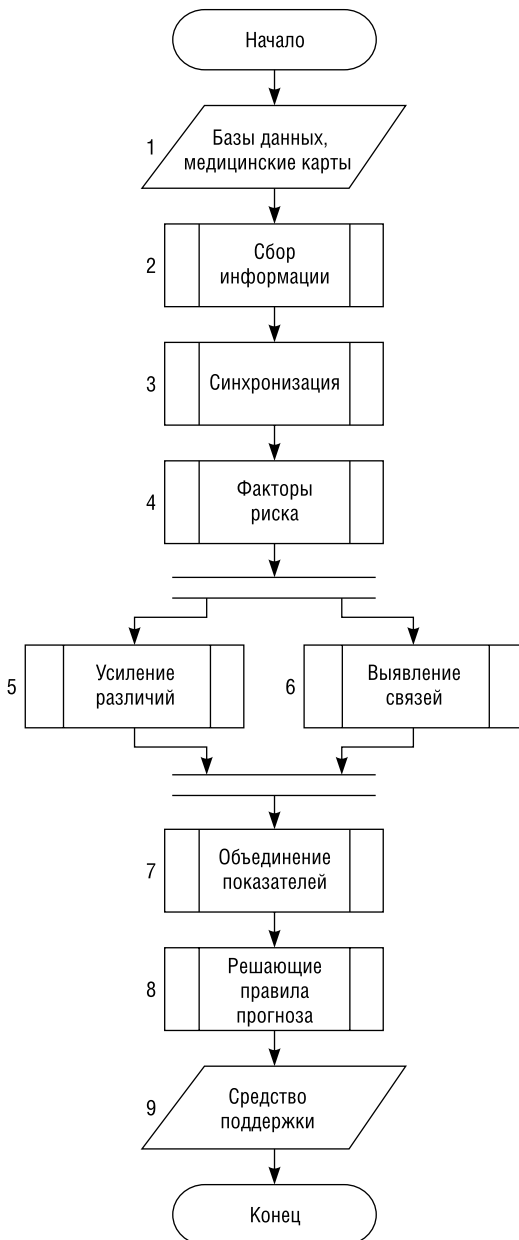 Начало
1
Базы данных,
медицинские карты
2
Сбор
информации
3
Синхронизация
4
Факторы
риска
5
Усиление
различий
6
Выявление
связей
7
Объединение
показателей
8
Решающие
правила
прогноза
9
Средство
поддержки
Конец